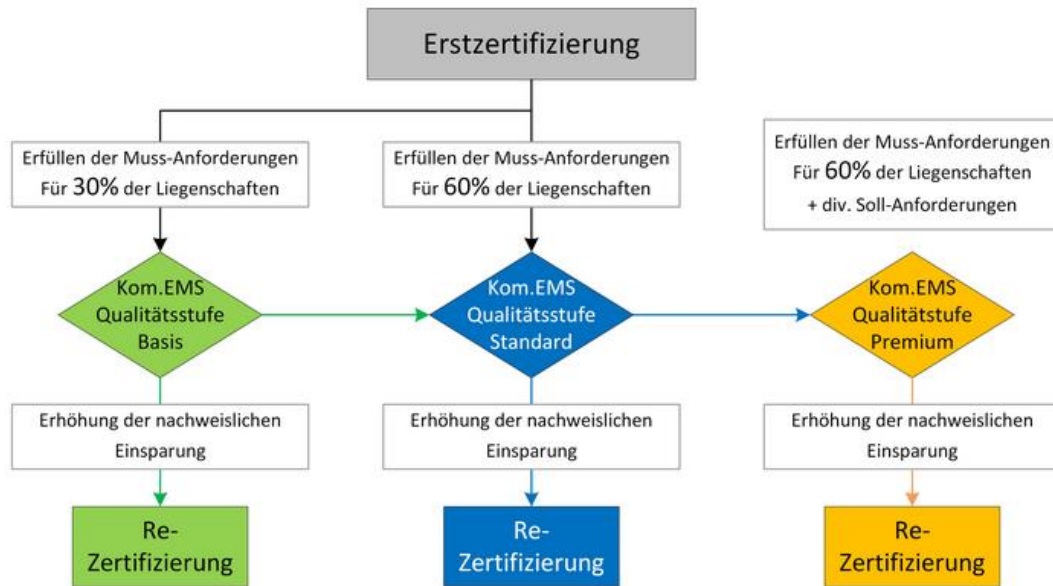 Erstzertifizierung
Erfüllen der Muss-Anforderungen
Für 30% der Liegenschaften
Erfüllen der Muss-Anforderungen
Für 60% der Liegenschaften
Erfüllen der Muss-Anforderungen
Für 60% der Liegenschaften
+ div. Soll-Anforderungen
Kom.EMS
Qualitätsstufe
Basis
Kom.EMS
Qualitätsstufe
Standard
Kom.EMS
Qualitätstufe
Premium
Erhöhung der nachweislichen
Einsparung
Erhöhung der nachweislichen
Einsparung
Erhöhung der nachweislichen
Einsparung
Re-
Zertifizierung
Re-
Zertifizierung
Re-
Zertifizierung